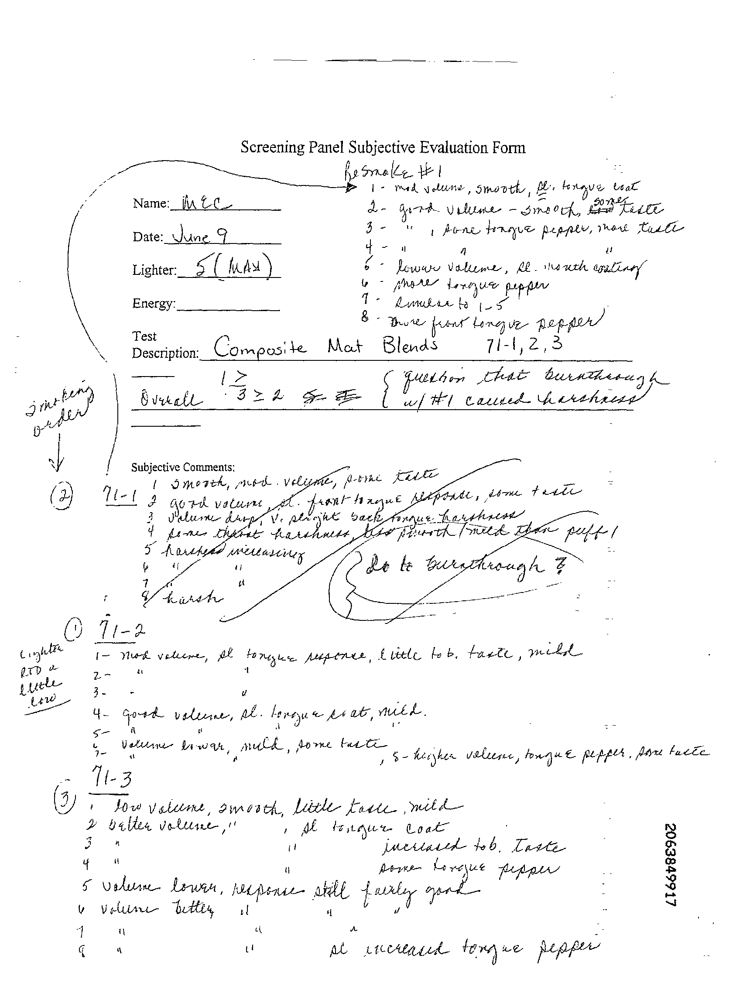 Screening Panel Subjective Evaluation Form
Resmoke #1
1 - mod volume, smooth, sl. tongue coat
2 - good volume - smooth, some taste
3 - " , some tongue pepper, more taste
4 - " " "
5 - lower volume, sl. mouth coating
6 - more tongue pepper
7 - similar to 1-5
8 - more front tongue pepper
Name: MEC
Date: June 9
Lighter: 5 (MAX)
Energy:
Test
Description: Composite Mat Blends 71-1, 2, 3
Overall 1 ≥ 3 ≥ 2
{ question that burnthrough
w/ #1 caused harshness
smoking
order
Subjective Comments:
(2) 71-1
1 smooth, mod. volume, some taste
2 good volume, sl. front tongue response, some taste
3 volume drop, v. slight back tongue harshness
4 some throat harshness, less smooth/mild than puff 1
5 harshness increasing
6 " "
7 " "
8 harsh
do to burnthrough ?
(1) 71-2
Lighter
RTD a
little
low
1- mod volume, sl tongue response, little tob. taste, mild
2- " "
3- " "
4- good volume, sl. tongue coat, mild.
5- " " "
6- volume lower, mild, some taste
7- " " , 8- higher volume, tongue pepper, some taste
(3) 71-3
1 low volume, smooth, little taste, mild
2 better volume, " , sl tongue coat
3 " " increased tob. taste
4 " " some tongue pepper
5 volume lower, response still fairly good
6 volume better " " "
7 " " "
8 " " sl increased tongue pepper
2063849917